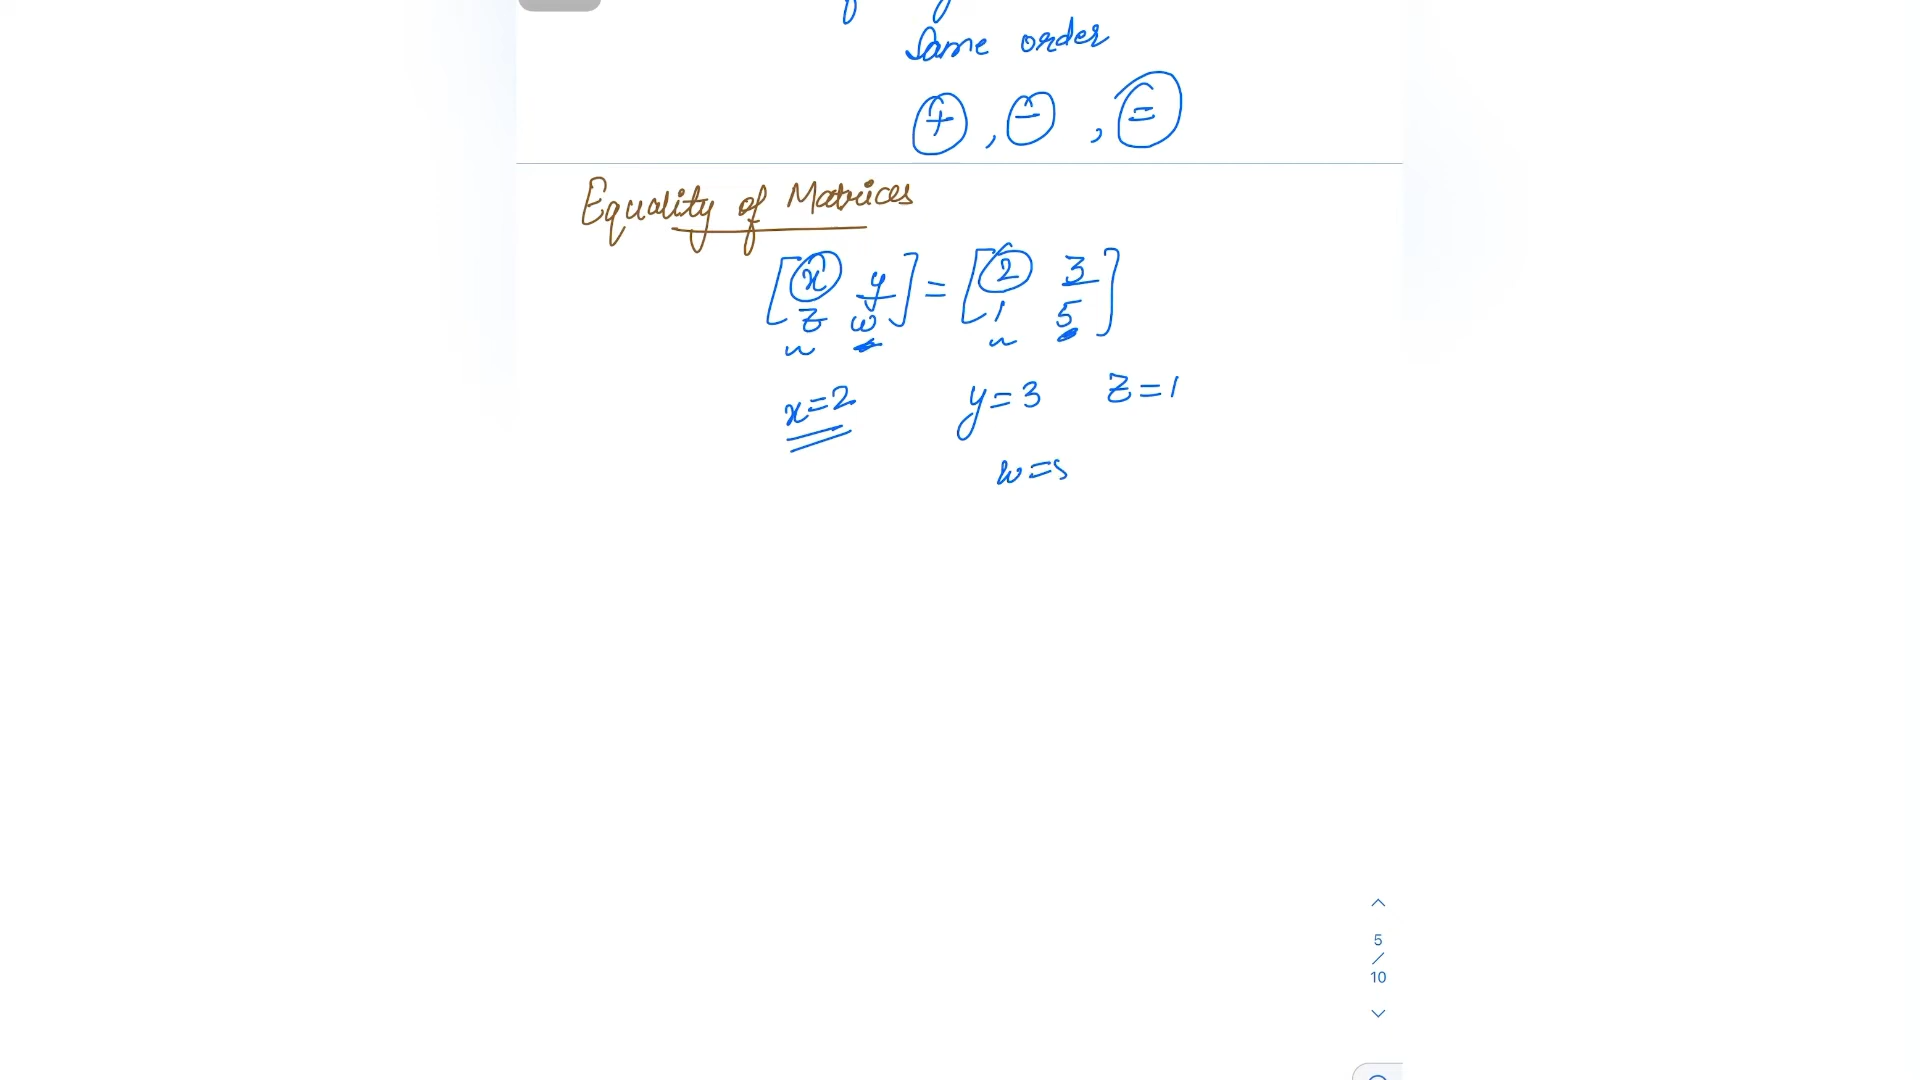 Same order
+ , - , =
Equality of Matrices
[x y] = [2 3]
[z w] [1 5]
x=2 y=3 z=1
w=5
5
/
10